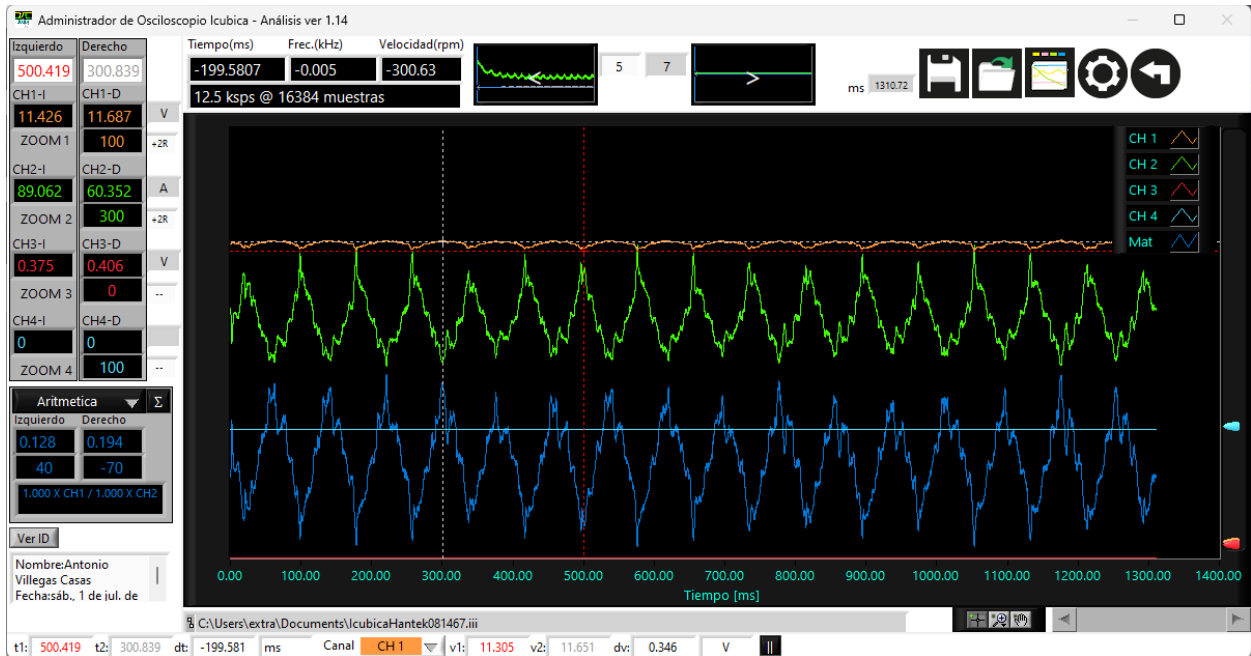 Administrador de Osciloscopio Icubica - Análisis ver 1.14
Izquierdo Derecho
500.419 300.839
CH1-I CH1-D
11.426 11.687 V
ZOOM 1 100 +2R
CH2-I CH2-D
89.062 60.352 A
ZOOM 2 300 +2R
CH3-I CH3-D
0.375 0.406 V
ZOOM 3 0 --
CH4-I CH4-D
0 0
ZOOM 4 100 --
Aritmetica Σ
Izquierdo Derecho
0.128 0.194
40 -70
1.000 X CH1 / 1.000 X CH2
Ver ID
Nombre:Antonio
Villegas Casas
Fecha:sáb., 1 de jul. de
Tiempo(ms) Frec.(kHz) Velocidad(rpm)
-199.5807 -0.005 -300.63
12.5 ksps @ 16384 muestras
< 5 7 >
ms 1310.72
CH 1
CH 2
CH 3
CH 4
Mat
0.00 100.00 200.00 300.00 400.00 500.00 600.00 700.00 800.00 900.00 1000.00 1100.00 1200.00 1300.00 1400.00
Tiempo [ms]
C:\Users\extra\Documents\IcubicaHantek081467.iii
t1: 500.419 t2: 300.839 dt: -199.581 ms Canal CH 1 v1: 11.305 v2: 11.651 dv: 0.346 V